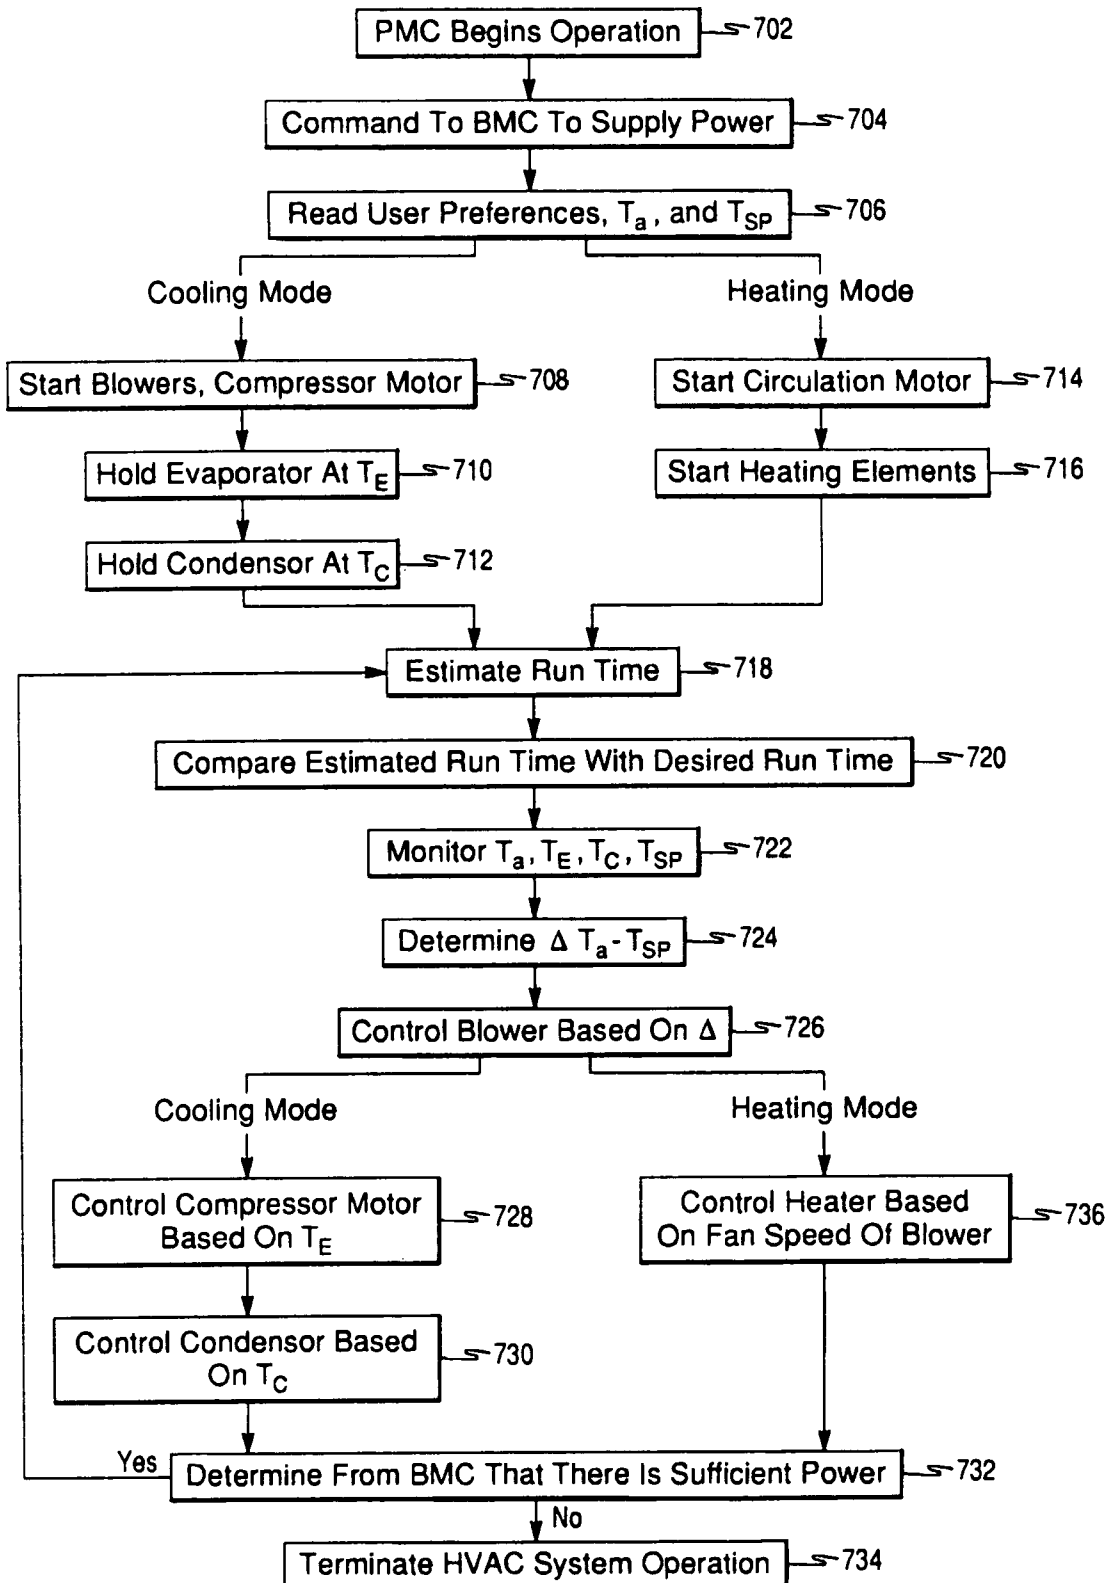 PMC Begins Operation 702
Command To BMC To Supply Power 704
Read User Preferences, Ta, and TSP 706
Cooling Mode
Heating Mode
Start Blowers, Compressor Motor 708
Start Circulation Motor 714
Hold Evaporator At TE 710
Start Heating Elements 716
Hold Condensor At TC 712
Estimate Run Time 718
Compare Estimated Run Time With Desired Run Time 720
Monitor Ta, TE, TC, TSP 722
Determine Δ Ta-TSP 724
Control Blower Based On Δ 726
Cooling Mode
Heating Mode
Control Compressor Motor
Based On TE 728
Control Heater Based
On Fan Speed Of Blower 736
Control Condensor Based
On TC 730
Yes
Determine From BMC That There Is Sufficient Power 732
No
Terminate HVAC System Operation 734